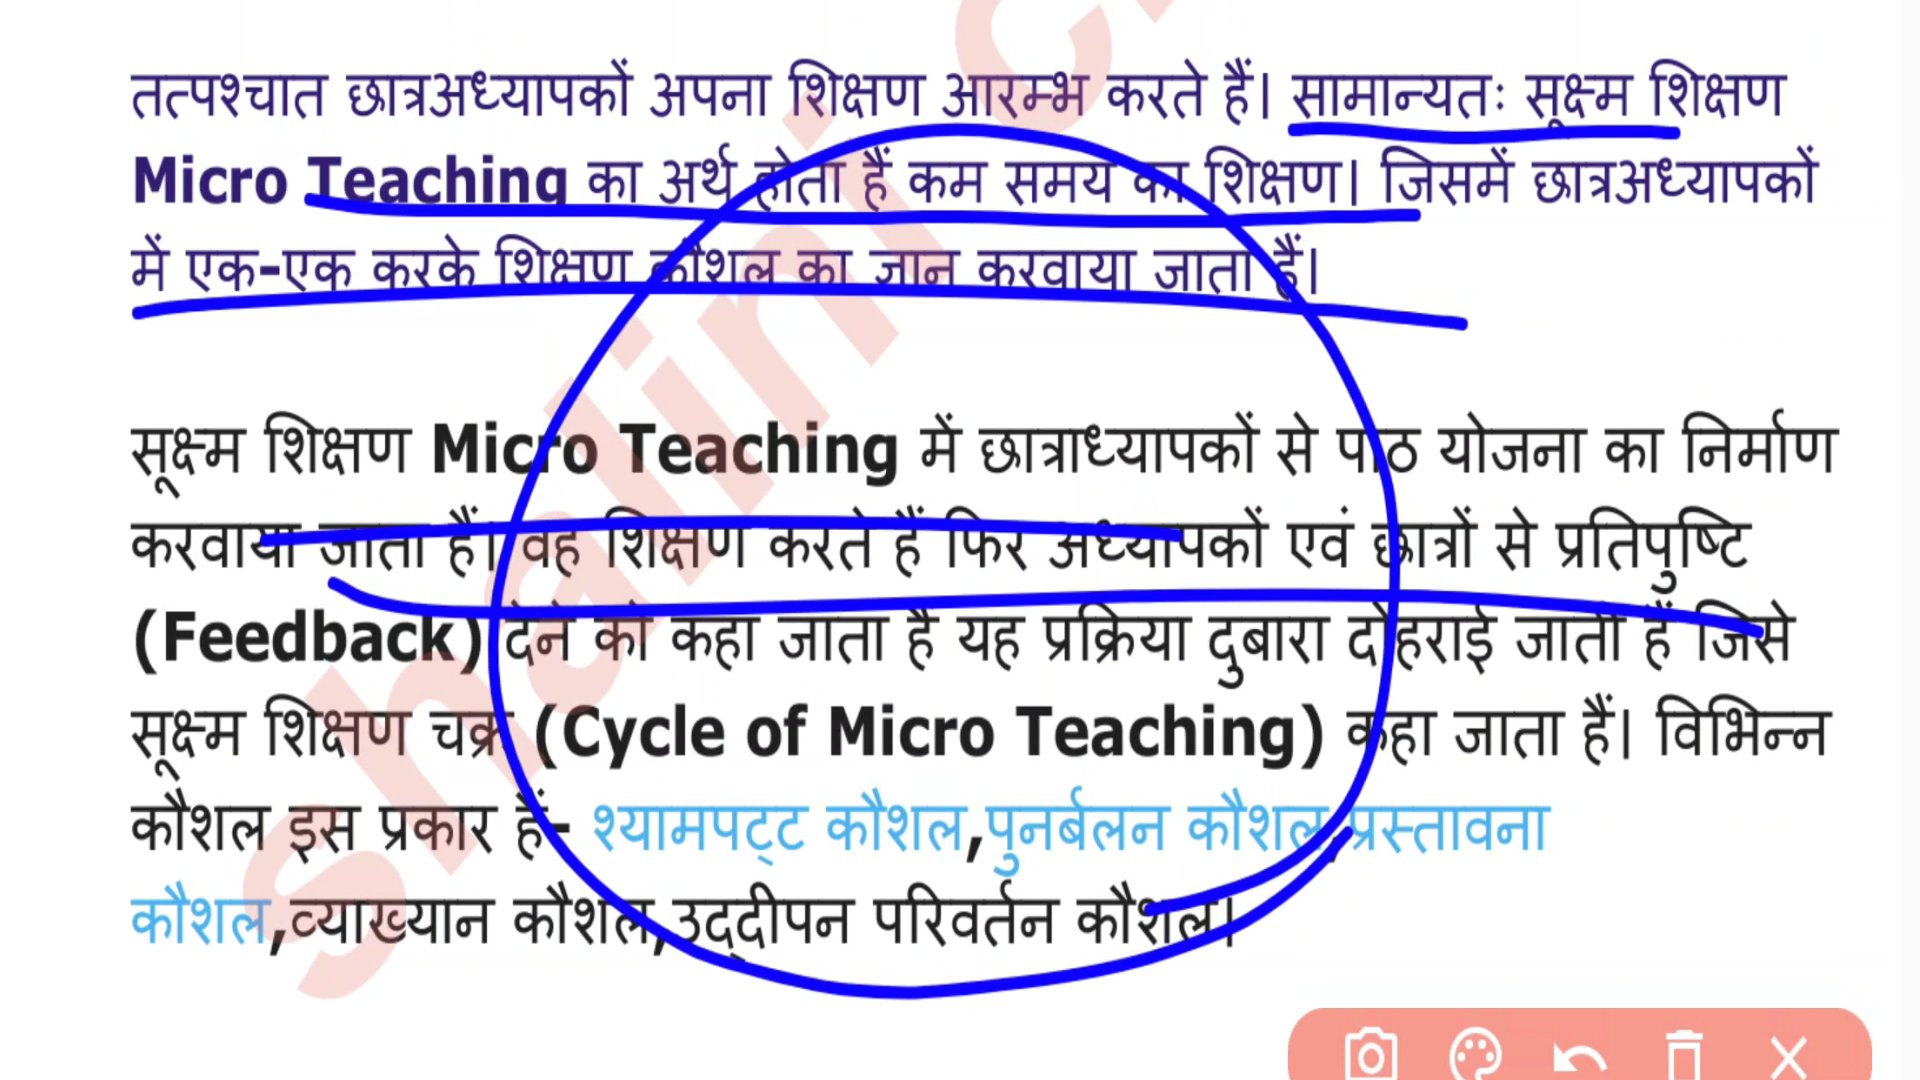 तत्पश्चात छात्रअध्यापकों अपना शिक्षण आरम्भ करते हैं। सामान्यतः सूक्ष्म शिक्षण
Micro Teaching का अर्थ होता हैं कम समय का शिक्षण। जिसमें छात्रअध्यापकों
में एक-एक करके शिक्षण कौशल का ज्ञान करवाया जाता हैं।
सूक्ष्म शिक्षण Micro Teaching में छात्राध्यापकों से पाठ योजना का निर्माण
करवाया जाता हैं। वह शिक्षण करते हैं फिर अध्यापकों एवं छात्रों से प्रतिपुष्टि
(Feedback) देने को कहा जाता है यह प्रक्रिया दुबारा दोहराई जाती हैं जिसे
सूक्ष्म शिक्षण चक्र (Cycle of Micro Teaching) कहा जाता हैं। विभिन्न
कौशल इस प्रकार हैं- श्यामपट्ट कौशल,पुनर्बलन कौशल,प्रस्तावना
कौशल,व्याख्यान कौशल,उद्दीपन परिवर्तन कौशल।
shalini